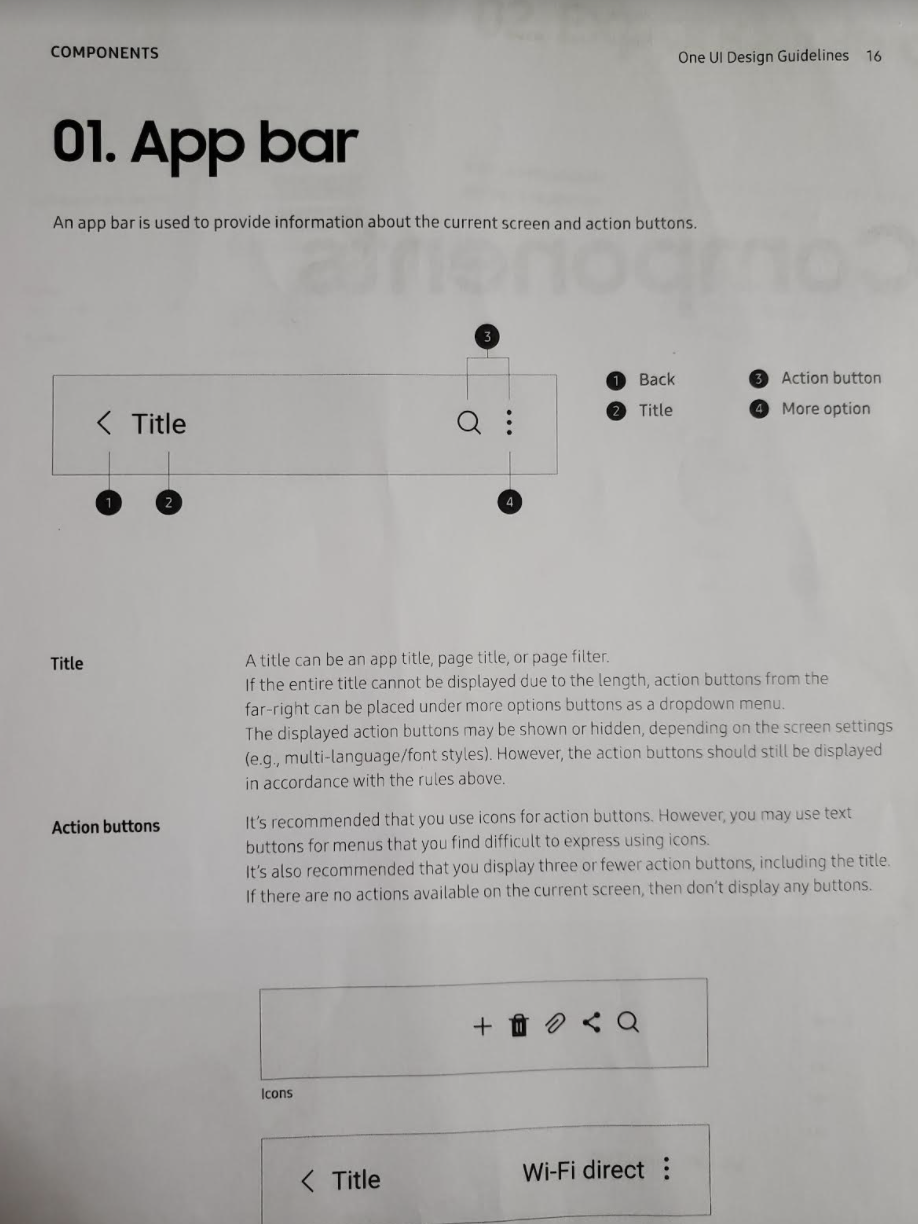 COMPONENTS
One UI Design Guidelines 16
01. App bar
An app bar is used to provide information about the current screen and action buttons.
Components
3
< Title
1 2 4
1 Back
2 Title
3 Action button
4 More option
Title
A title can be an app title, page title, or page filter.
If the entire title cannot be displayed due to the length, action buttons from the
far-right can be placed under more options buttons as a dropdown menu.
The displayed action buttons may be shown or hidden, depending on the screen settings
(e.g., multi-language/font styles). However, the action buttons should still be displayed
in accordance with the rules above.
Action buttons
It's recommended that you use icons for action buttons. However, you may use text
buttons for menus that you find difficult to express using icons.
It's also recommended that you display three or fewer action buttons, including the title.
If there are no actions available on the current screen, then don't display any buttons.
Icons
< Title Wi-Fi direct